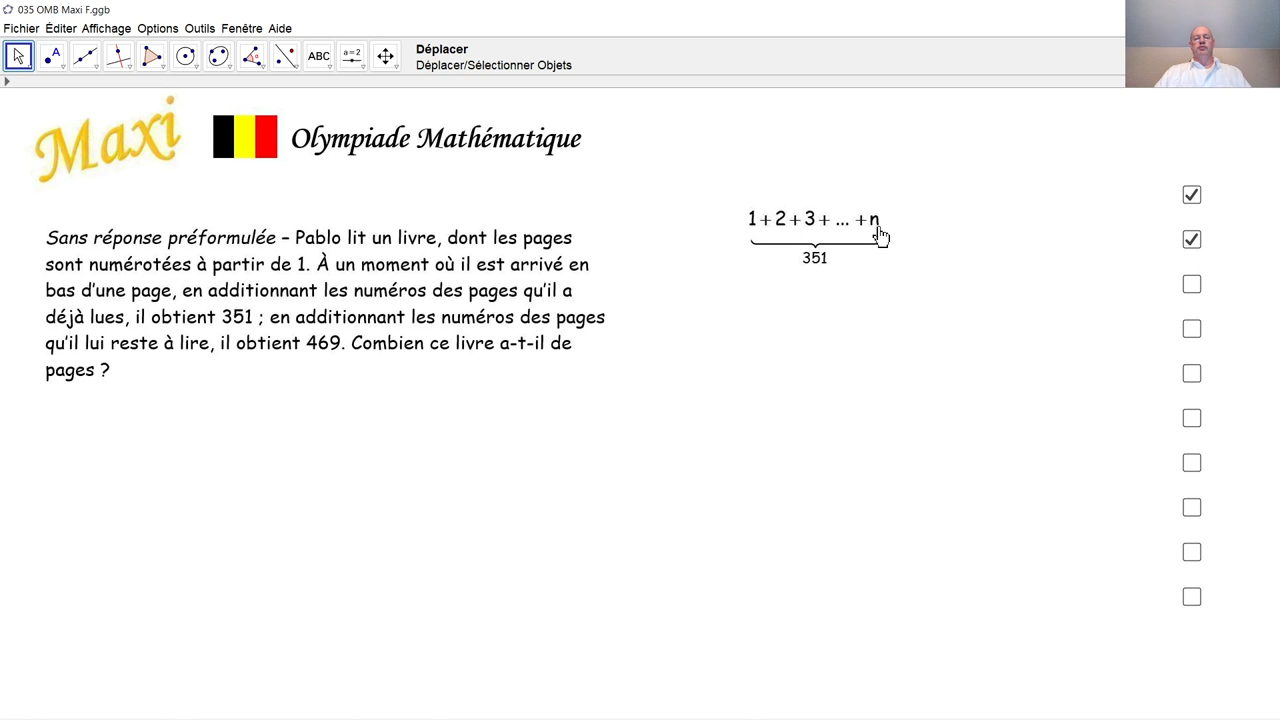 035 OMB Maxi F.ggb
Fichier Éditer Affichage Options Outils Fenêtre Aide
A
ABC
a=2
Déplacer
Déplacer/Sélectionner Objets
Maxi
Olympiade Mathématique
Sans réponse préformulée – Pablo lit un livre, dont les pages
sont numérotées à partir de 1. À un moment où il est arrivé en
bas d'une page, en additionnant les numéros des pages qu'il a
déjà lues, il obtient 351 ; en additionnant les numéros des pages
qu'il lui reste à lire, il obtient 469. Combien ce livre a-t-il de
pages ?
1+2+3+ ... +n
351